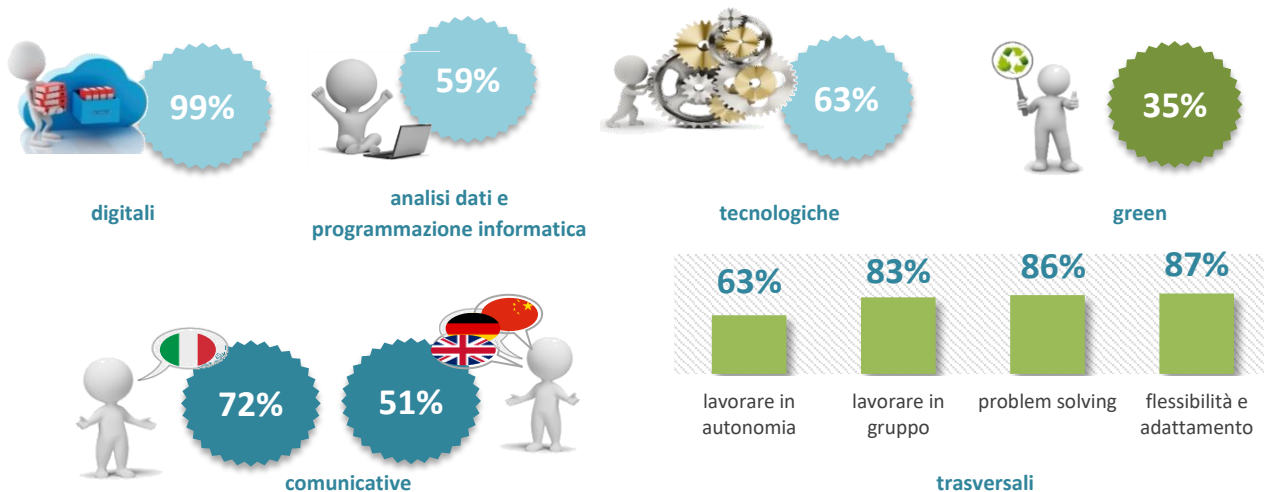 99%
59%
63%
35%
digitali
analisi dati e
programmazione informatica
tecnologiche
green
72%
51%
comunicative
63%
83%
86%
87%
lavorare in
autonomia
lavorare in
gruppo
problem solving
flessibilità e
adattamento
trasversali